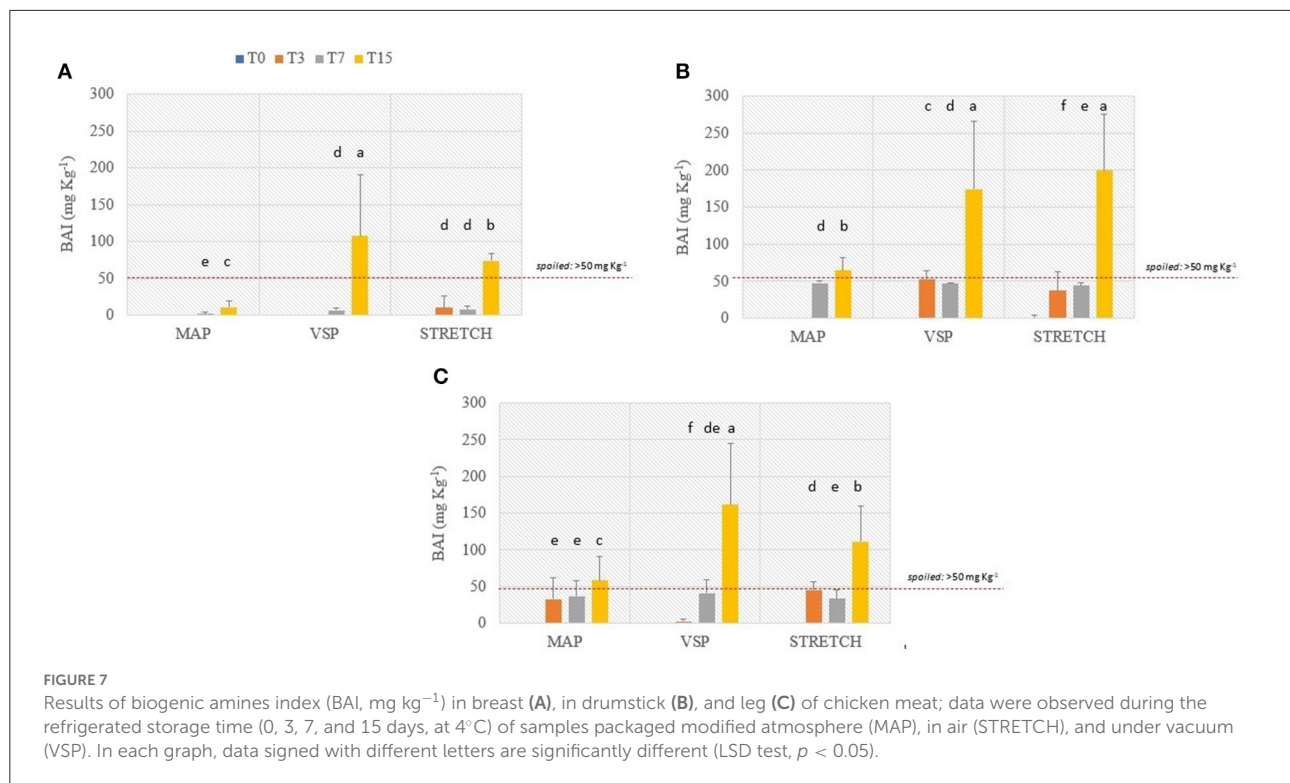 ■T0 ■T3 ■T7 ■T15
A
300
250
200
150
100
50
0
BAI (mg Kg⁻¹)
e c
d a
d d b
spoiled: >50 mg Kg⁻¹
MAP VSP STRETCH
B
300
250
200
150
100
50
0
BAI (mg Kg⁻¹)
d b
c d a
f e a
spoiled: >50 mg Kg⁻¹
MAP VSP STRETCH
C
300
250
200
150
100
50
0
BAI (mg Kg⁻¹)
e e c
f de a
d e b
spoiled: >50 mg Kg⁻¹
MAP VSP STRETCH
FIGURE 7
Results of biogenic amines index (BAI, mg kg⁻¹) in breast (A), in drumstick (B), and leg (C) of chicken meat; data were observed during the
refrigerated storage time (0, 3, 7, and 15 days, at 4°C) of samples packaged modified atmosphere (MAP), in air (STRETCH), and under vacuum
(VSP). In each graph, data signed with different letters are significantly different (LSD test, p < 0.05).